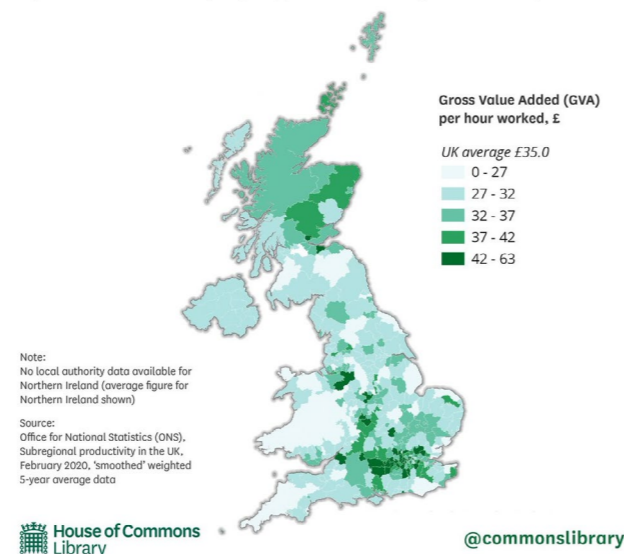 Gross Value Added (GVA)
per hour worked, £
UK average £35.0
0 - 27
27 - 32
32 - 37
37 - 42
42 - 63
Note:
No local authority data available for
Northern Ireland (average figure for
Northern Ireland shown)
Source:
Office for National Statistics (ONS),
Subregional productivity in the UK,
February 2020, 'smoothed' weighted
5-year average data
House of Commons
Library
@commonslibrary